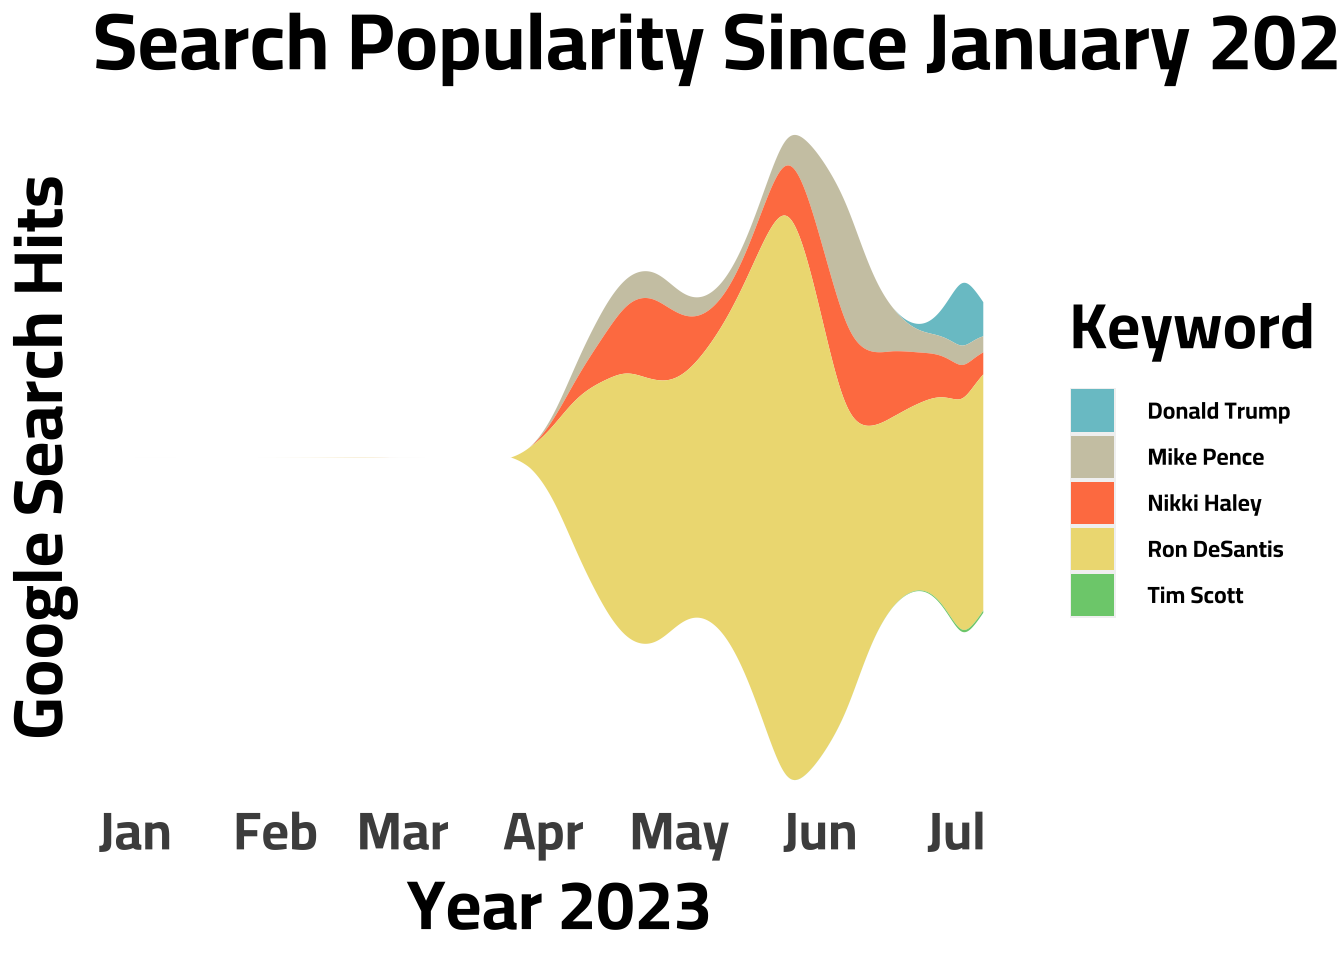 Search Popularity Since January 202
Google Search Hits
Keyword
Donald Trump
Mike Pence
Nikki Haley
Ron DeSantis
Tim Scott
Jan Feb Mar Apr May Jun Jul
Year 2023